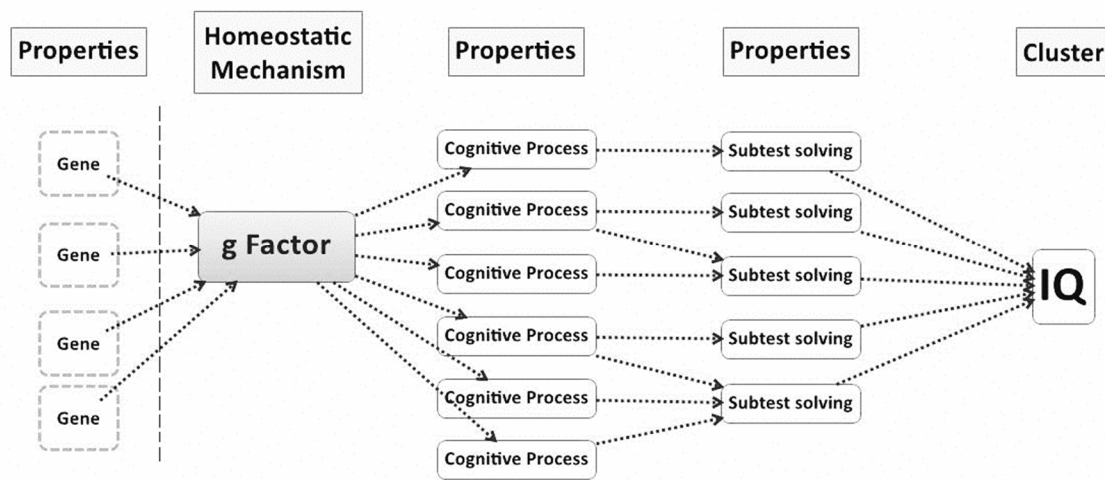 Properties
Homeostatic
Mechanism
Properties
Properties
Cluster
Gene
Gene
Gene
Gene
g Factor
Cognitive Process
Cognitive Process
Cognitive Process
Cognitive Process
Cognitive Process
Cognitive Process
Subtest solving
Subtest solving
Subtest solving
Subtest solving
Subtest solving
IQ